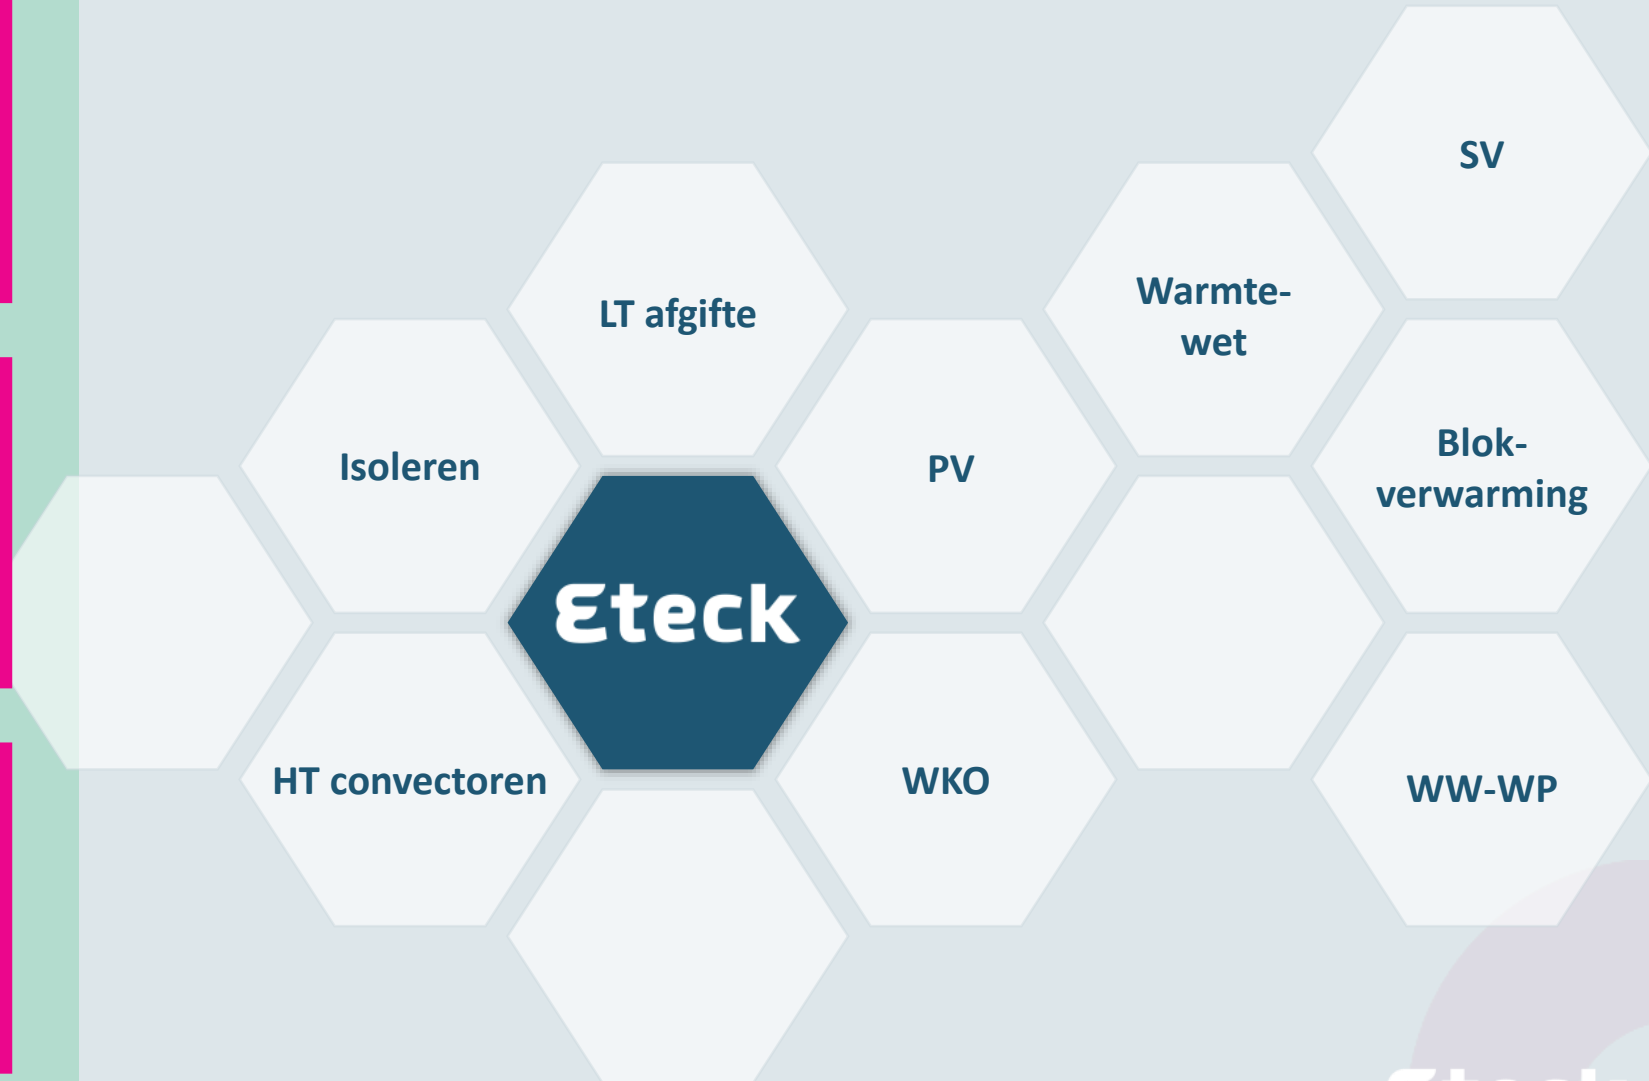 SV
LT afgifte
Warmte-
wet
Isoleren
PV
Blok-
verwarming
Eteck
HT convectoren
WKO
WW-WP